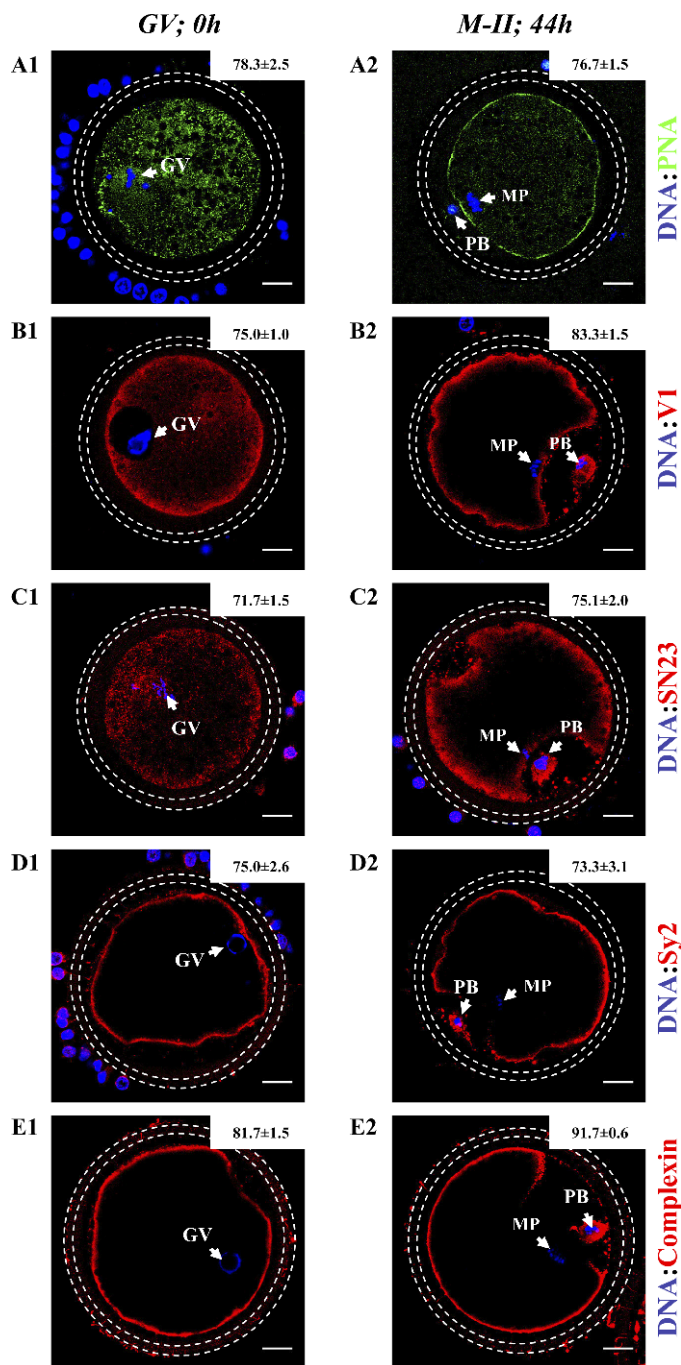 GV; 0h
M-II; 44h
A1
78.3±2.5
GV
A2
76.7±1.5
MP
PB
DNA:PNA
B1
75.0±1.0
GV
B2
83.3±1.5
MP
PB
DNA:V1
C1
71.7±1.5
GV
C2
75.1±2.0
MP
PB
DNA:SN23
D1
75.0±2.6
GV
D2
73.3±3.1
PB
MP
DNA:Sy2
E1
81.7±1.5
GV
E2
91.7±0.6
PB
MP
DNA:Complexin